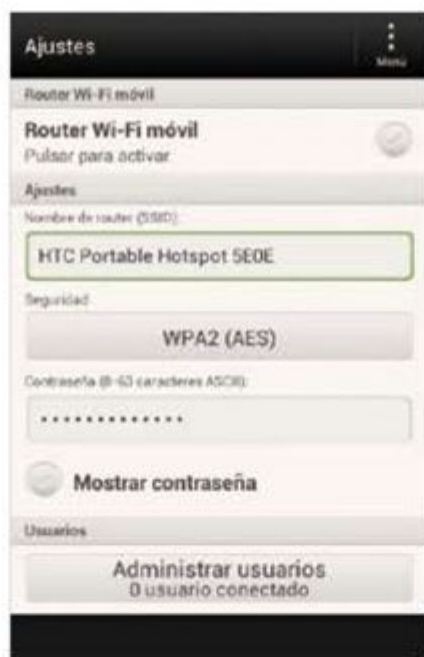 Ajustes
Menú
Router Wi-Fi móvil
Router Wi-Fi móvil
Pulsar para activar
Ajustes
Nombre de router (SSID)
HTC Portable Hotspot 5E0E
Seguridad
WPA2 (AES)
Contraseña (8-63 caracteres ASCII)
•••••••••••••
Mostrar contraseña
Usuarios
Administrar usuarios
0 usuario conectado